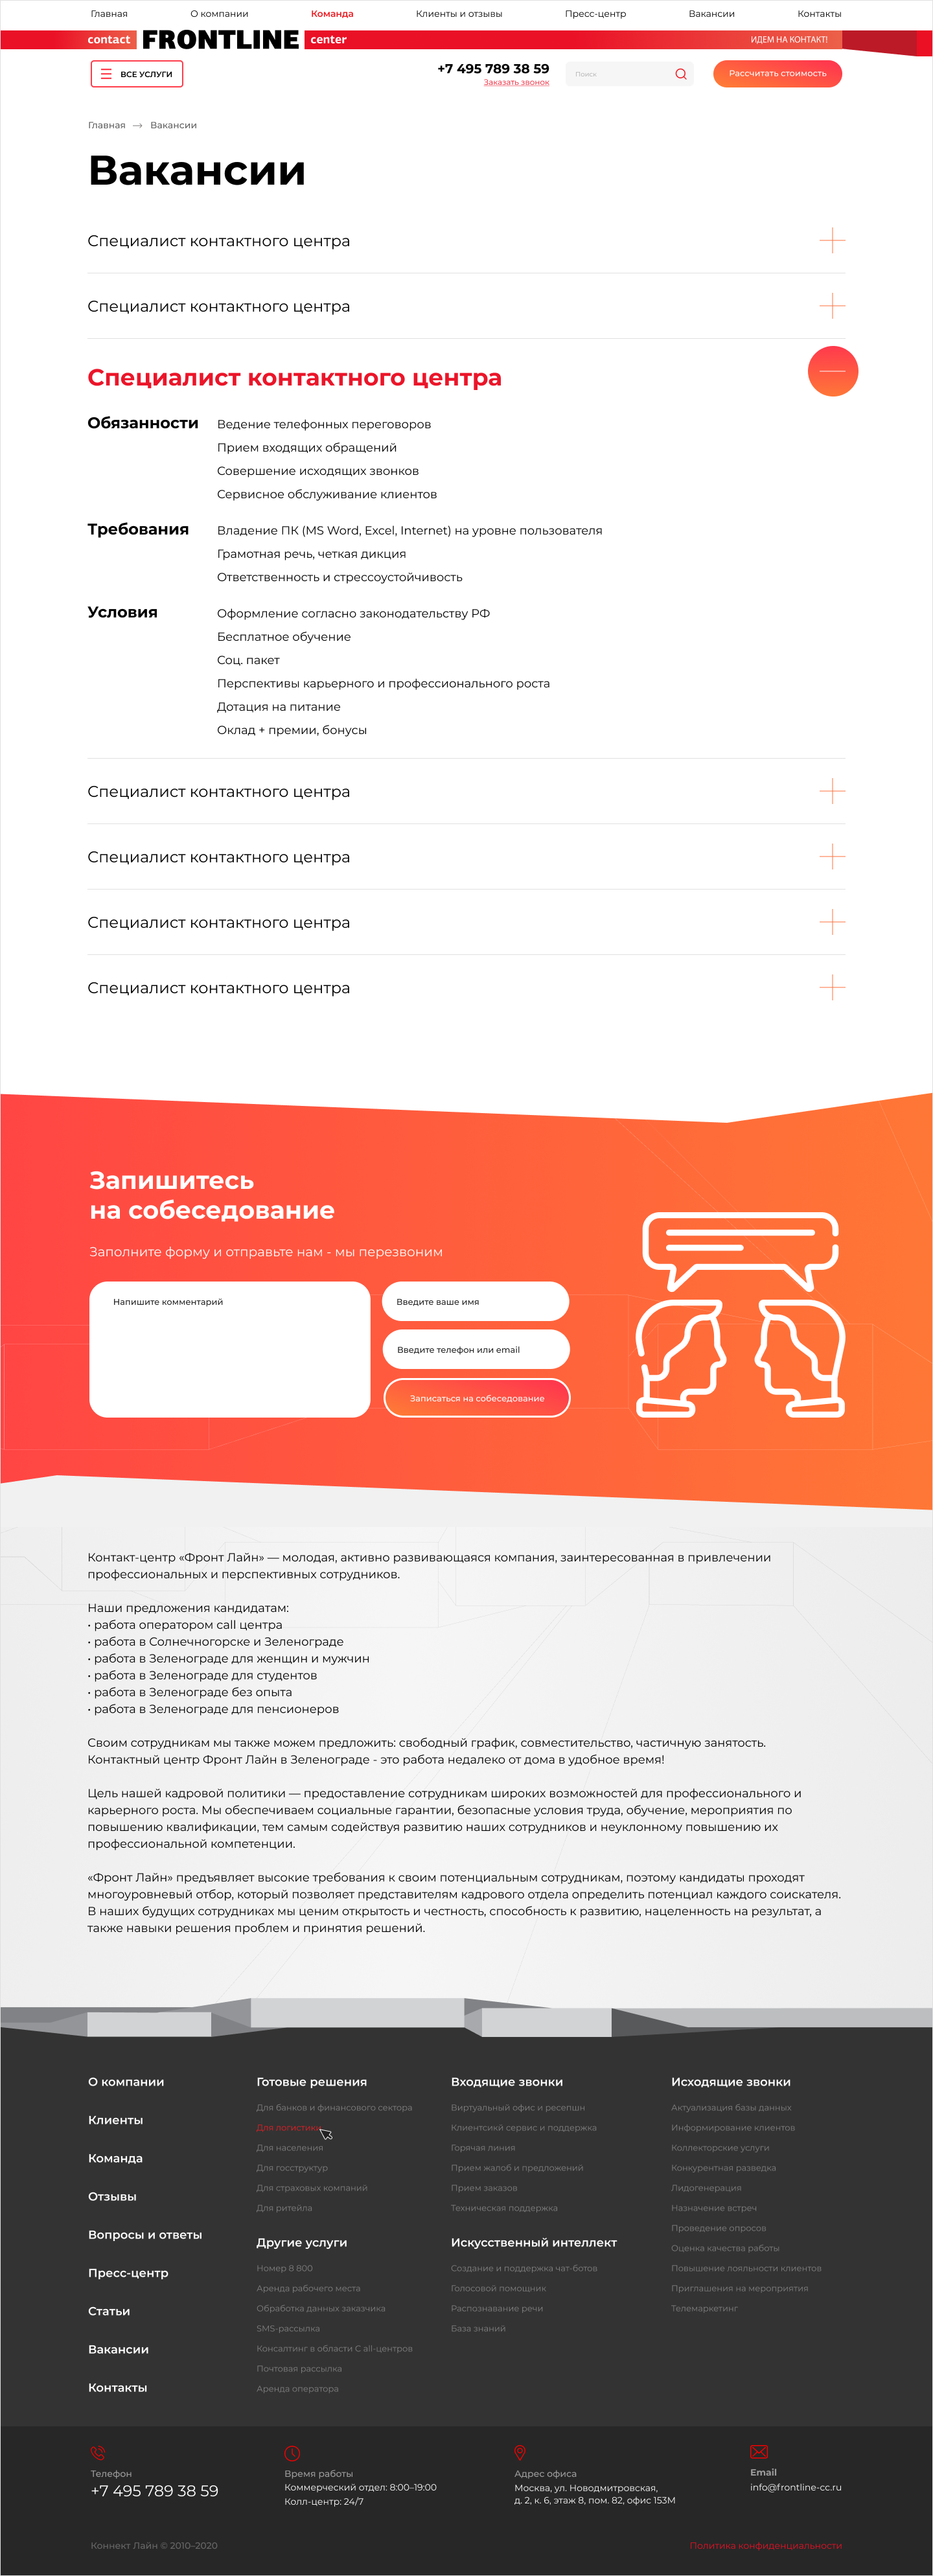 Главная О компании Команда Клиенты и отзывы Пресс-центр Вакансии Контакты
contact FRONTLINE center ИДЕМ НА КОНТАКТ!
ВСЕ УСЛУГИ
+7 495 789 38 59
Заказать звонок
Поиск
Рассчитать стоимость
Главная → Вакансии
Вакансии
Специалист контактного центра
Специалист контактного центра
Специалист контактного центра
Обязанности
Ведение телефонных переговоров
Прием входящих обращений
Совершение исходящих звонков
Сервисное обслуживание клиентов
Требования
Владение ПК (MS Word, Excel, Internet) на уровне пользователя
Грамотная речь, четкая дикция
Ответственность и стрессоустойчивость
Условия
Оформление согласно законодательству РФ
Бесплатное обучение
Соц. пакет
Перспективы карьерного и профессионального роста
Дотация на питание
Оклад + премии, бонусы
Специалист контактного центра
Специалист контактного центра
Специалист контактного центра
Специалист контактного центра
Запишитесь
на собеседование
Заполните форму и отправьте нам - мы перезвоним
Напишите комментарий
Введите ваше имя
Введите телефон или email
Записаться на собеседование
Контакт-центр «Фронт Лайн» — молодая, активно развивающаяся компания, заинтересованная в привлечении
профессиональных и перспективных сотрудников.
Наши предложения кандидатам:
• работа оператором call центра
• работа в Солнечногорске и Зеленограде
• работа в Зеленограде для женщин и мужчин
• работа в Зеленограде для студентов
• работа в Зеленограде без опыта
• работа в Зеленограде для пенсионеров
Своим сотрудникам мы также можем предложить: свободный график, совместительство, частичную занятость.
Контактный центр Фронт Лайн в Зеленограде - это работа недалеко от дома в удобное время!
Цель нашей кадровой политики — предоставление сотрудникам широких возможностей для профессионального и
карьерного роста. Мы обеспечиваем социальные гарантии, безопасные условия труда, обучение, мероприятия по
повышению квалификации, тем самым содействуя развитию наших сотрудников и неуклонному повышению их
профессиональной компетенции.
«Фронт Лайн» предъявляет высокие требования к своим потенциальным сотрудникам, поэтому кандидаты проходят
многоуровневый отбор, который позволяет представителям кадрового отдела определить потенциал каждого соискателя.
В наших будущих сотрудниках мы ценим открытость и честность, способность к развитию, нацеленность на результат, а
также навыки решения проблем и принятия решений.
О компании
Клиенты
Команда
Отзывы
Вопросы и ответы
Пресс-центр
Статьи
Вакансии
Контакты
Готовые решения
Для банков и финансового сектора
Для логистики
Для населения
Для госструктур
Для страховых компаний
Для ритейла
Другие услуги
Номер 8 800
Аренда рабочего места
Обработка данных заказчика
SMS-рассылка
Консалтинг в области C all-центров
Почтовая рассылка
Аренда оператора
Входящие звонки
Виртуальный офис и ресепшн
Клиентсикй сервис и поддержка
Горячая линия
Прием жалоб и предложений
Прием заказов
Техническая поддержка
Искусственный интеллект
Создание и поддержка чат-ботов
Голосовой помощник
Распознавание речи
База знаний
Исходящие звонки
Актуализация базы данных
Информирование клиентов
Коллекторские услуги
Конкурентная разведка
Лидогенерация
Назначение встреч
Проведение опросов
Оценка качества работы
Повышение лояльности клиентов
Приглашения на мероприятия
Телемаркетинг
Телефон
+7 495 789 38 59
Время работы
Коммерческий отдел: 8:00–19:00
Колл-центр: 24/7
Адрес офиса
Москва, ул. Новодмитровская,
д. 2, к. 6, этаж 8, пом. 82, офис 153М
Email
info@frontline-cc.ru
Коннект Лайн © 2010–2020
Политика конфиденциальности